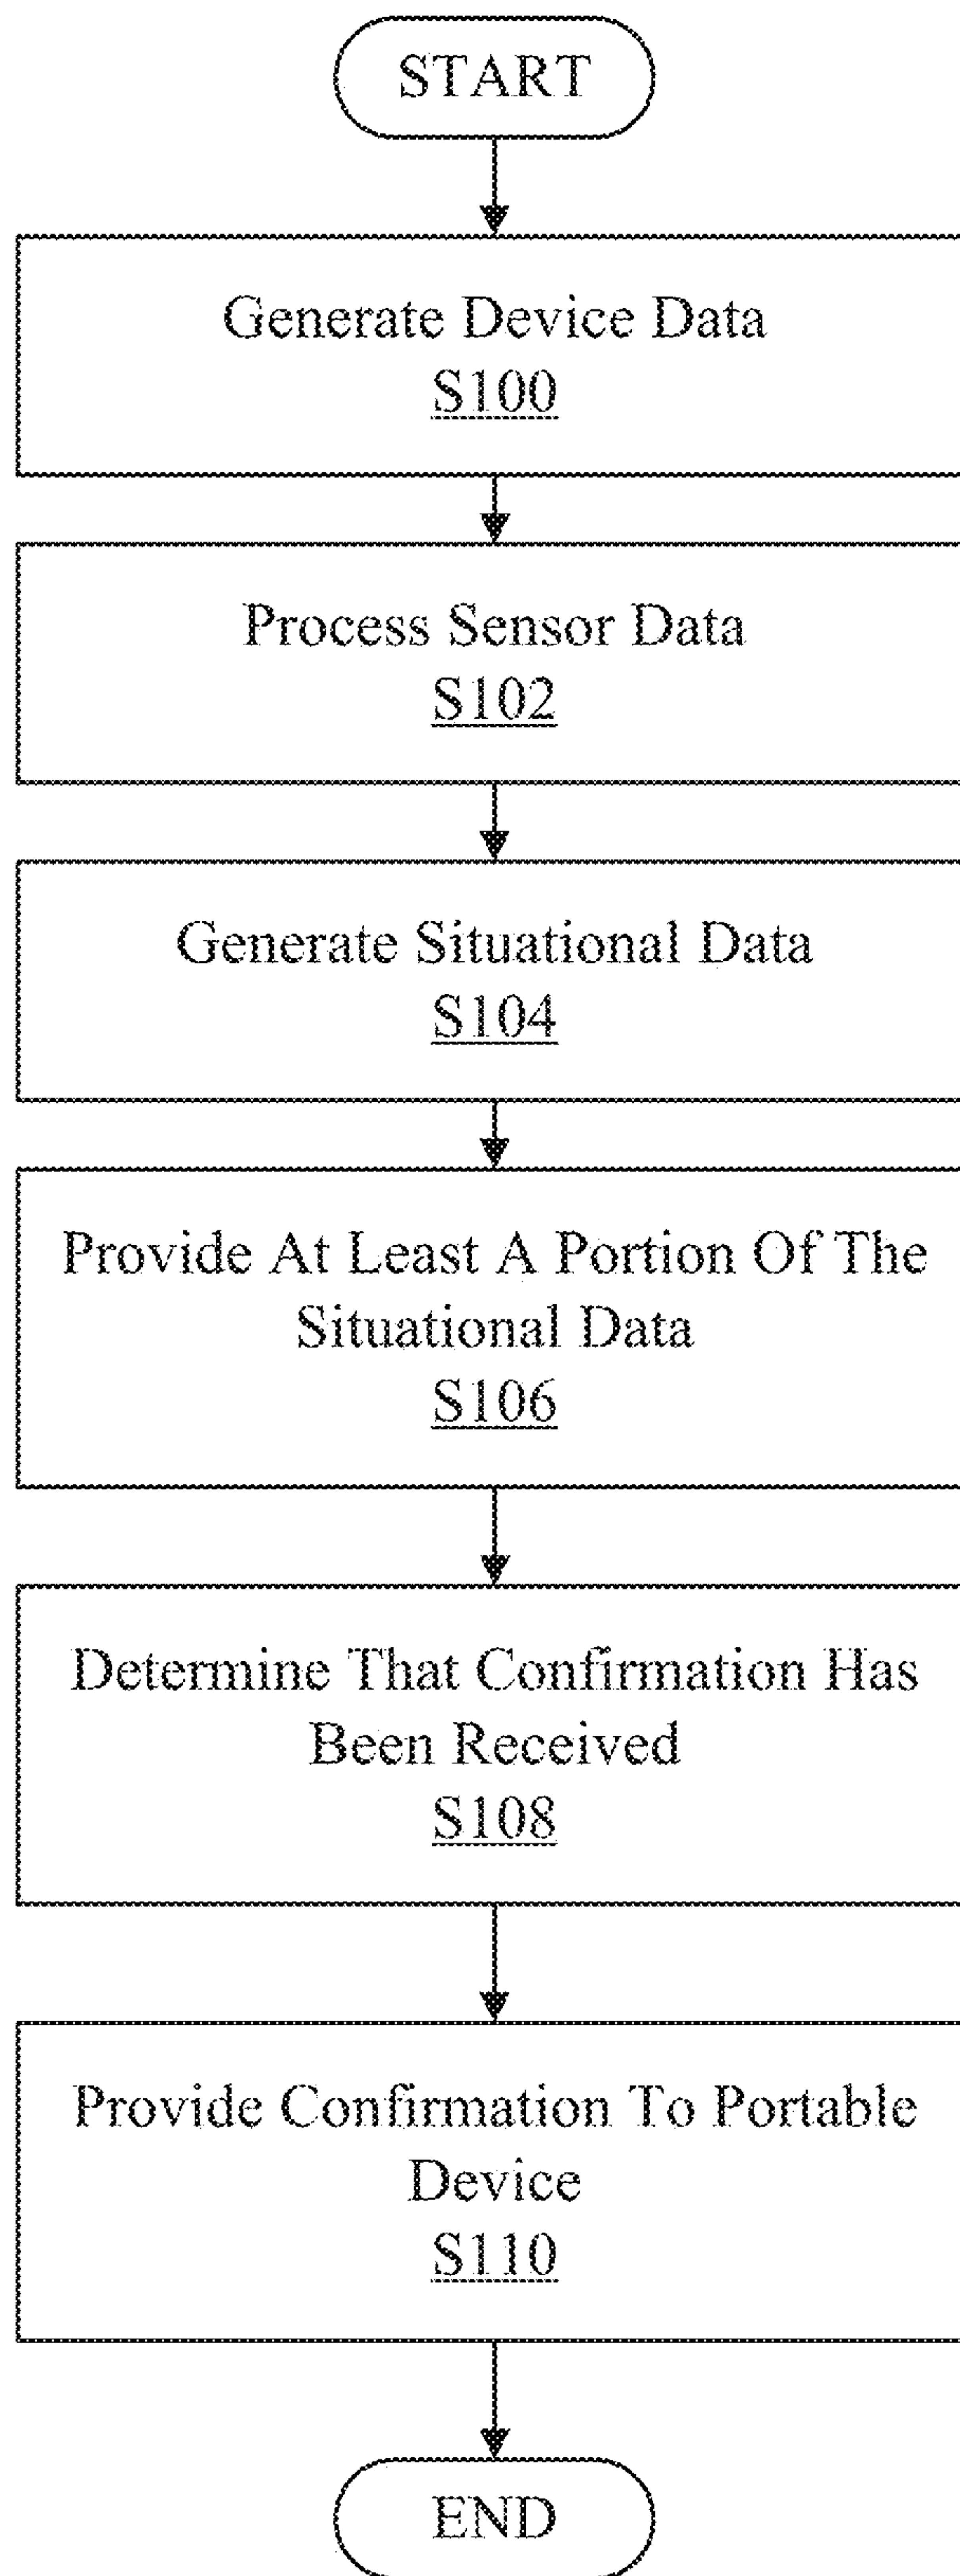 START
Generate Device Data
S100
Process Sensor Data
S102
Generate Situational Data
S104
Provide At Least A Portion Of The
Situational Data
S106
Determine That Confirmation Has
Been Received
S108
Provide Confirmation To Portable
Device
S110
END